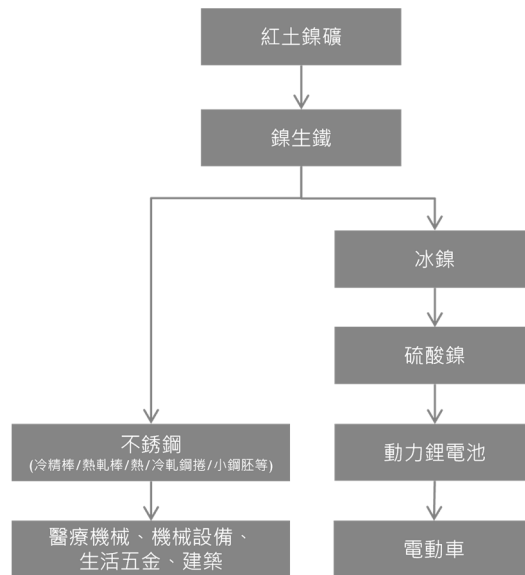 紅土鎳礦
鎳生鐵
冰鎳
硫酸鎳
不銹鋼
(冷精棒/熱軋棒/熱/冷軋鋼捲/小鋼胚等)
動力鋰電池
醫療機械、機械設備、
生活五金、建築
電動車